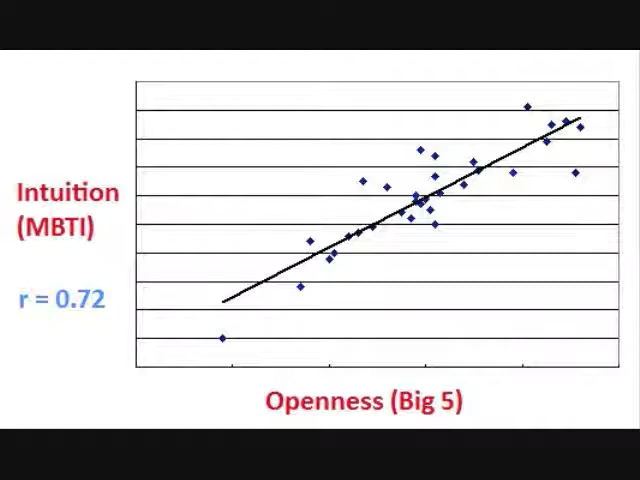 Intuition
(MBTI)
r = 0.72
Openness (Big 5)